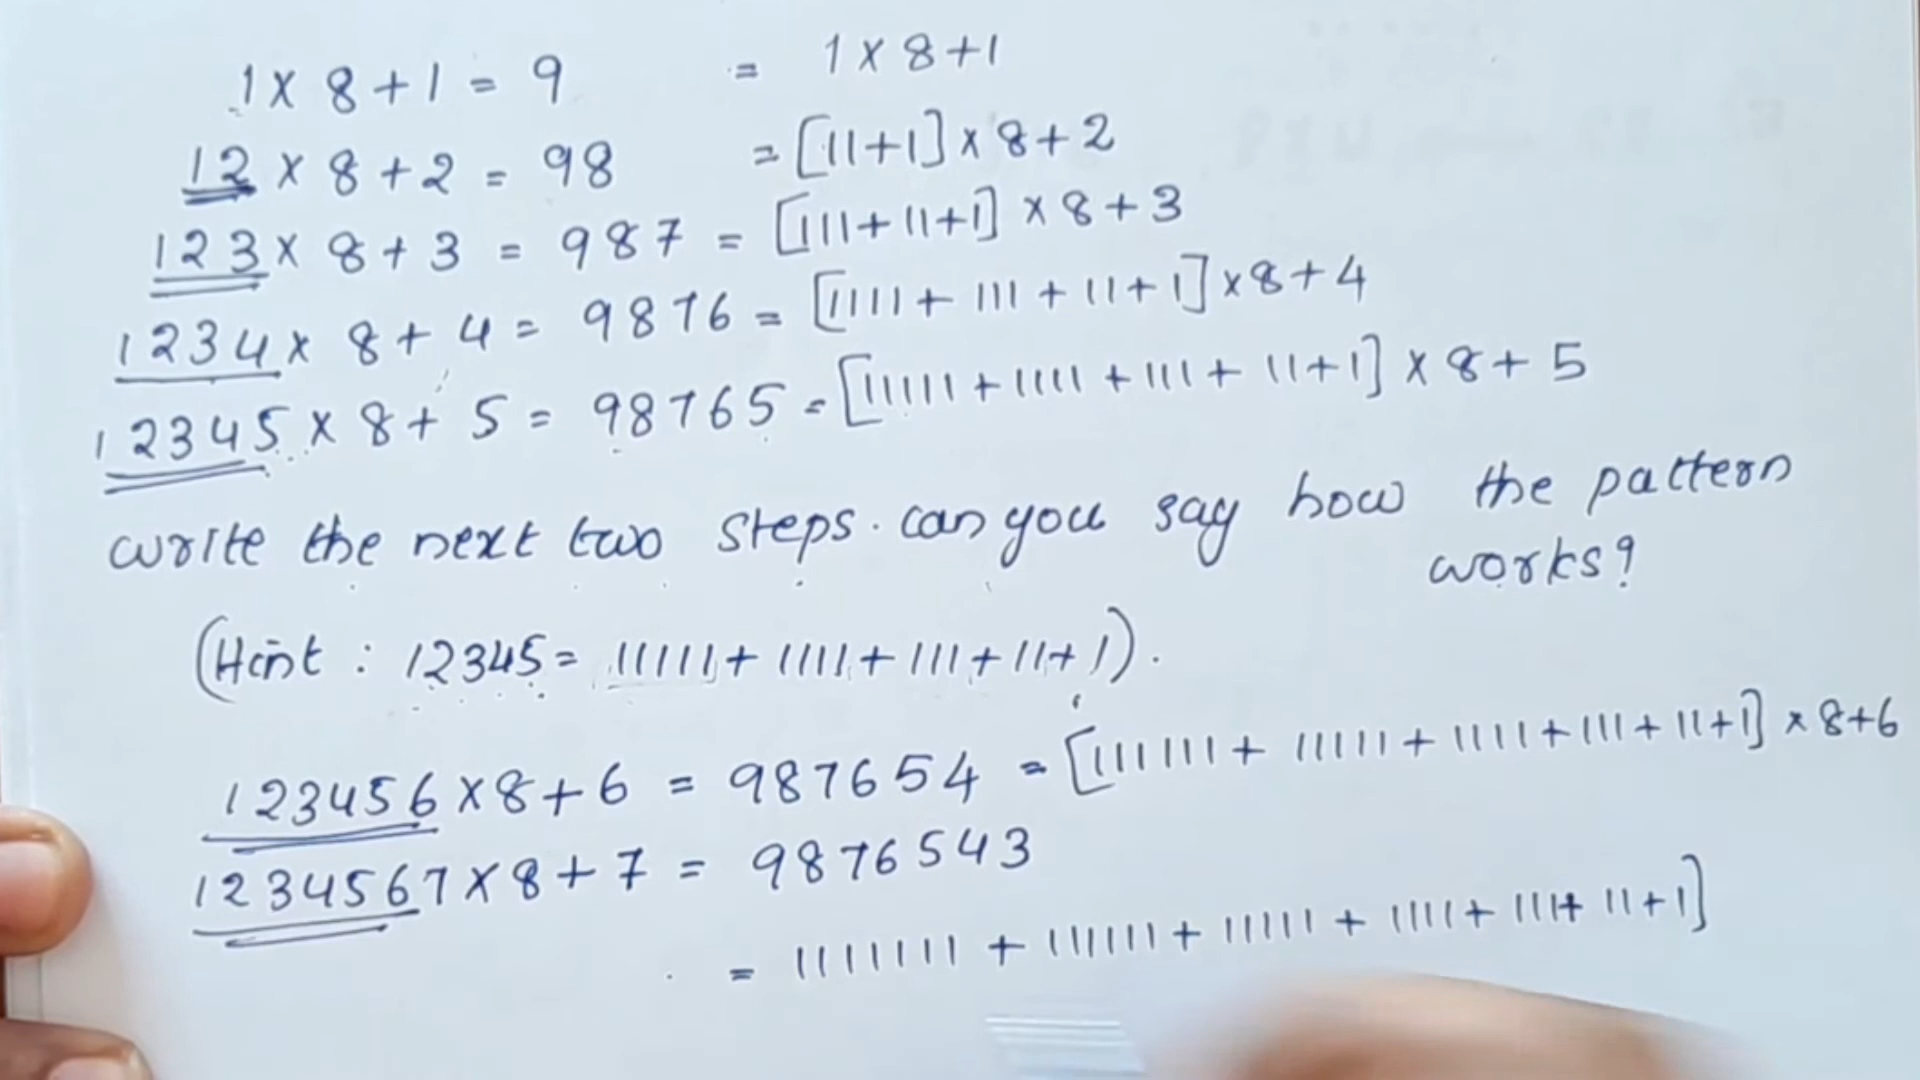 1 x 8 + 1 = 9 = 1 x 8 + 1
12 x 8 + 2 = 98 = [11+1] x 8 + 2
123 x 8 + 3 = 987 = [111+11+1] x 8 + 3
1234 x 8 + 4 = 9876 = [1111 + 111 + 11 + 1] x 8 + 4
12345 x 8 + 5 = 98765 = [11111 + 1111 + 111 + 11+1] x 8 + 5
write the next two steps. can you say how the pattern
works?
(Hint : 12345 = 11111 + 1111 + 111 + 11 + 1).
123456 x 8 + 6 = 987654 = [111111 + 11111 + 1111 + 111 + 11 + 1] x 8+6
1234567 x 8 + 7 = 9876543
= 1111111 + 111111 + 11111 + 1111 + 111 + 11 + 1]